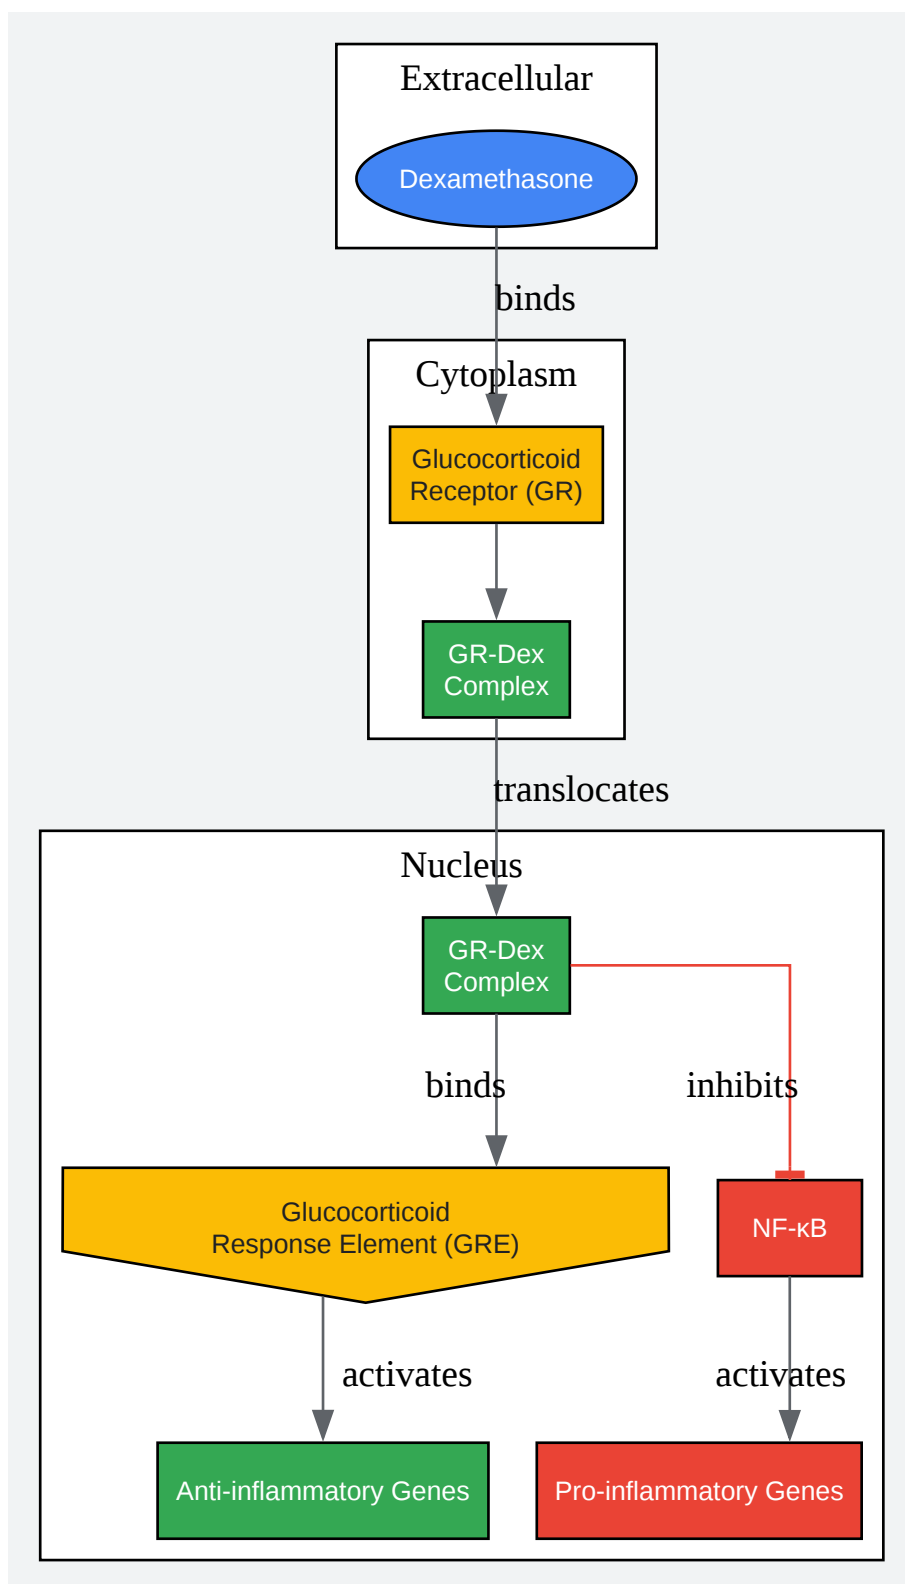 Extracellular
Dexamethasone
binds
Cytoplasm
Glucocorticoid
Receptor (GR)
GR-Dex
Complex
translocates
Nucleus
GR-Dex
Complex
binds
inhibits
Glucocorticoid
Response Element (GRE)
NF-κB
activates
activates
Anti-inflammatory Genes
Pro-inflammatory Genes